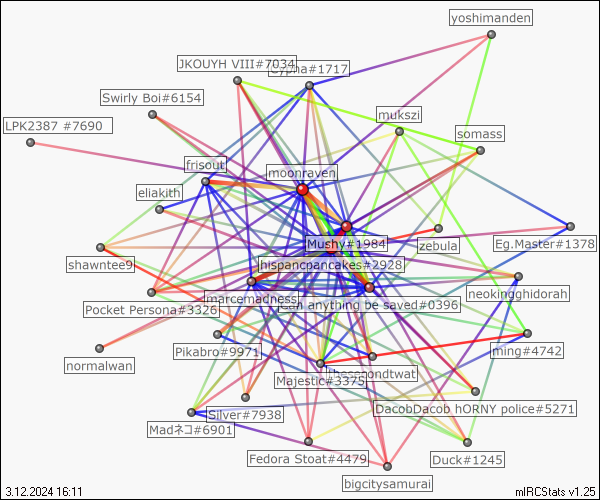 yoshimanden
JKOUYH VIII#7034
Cypha#1717
Swirly Boi#6154
mukszi
LPK2387 #7690
somass
frisout
moonraven
eliakith
Mushy#1984
zebula
Eg.Master#1378
shawntee9
hispancpancakes#2928
neokingghidorah
marcemadness
Can anything be saved#0396
Pocket Persona#3326
Pikabro#9971
ming#4742
normalwan
Majestic#3375
thesecondtwat
Silver#7938
DacobDacob hORNY police#5271
Madネコ#6901
Fedora Stoat#4479
Duck#1245
bigcitysamurai
3.12.2024 16:11
mIRCStats v1.25